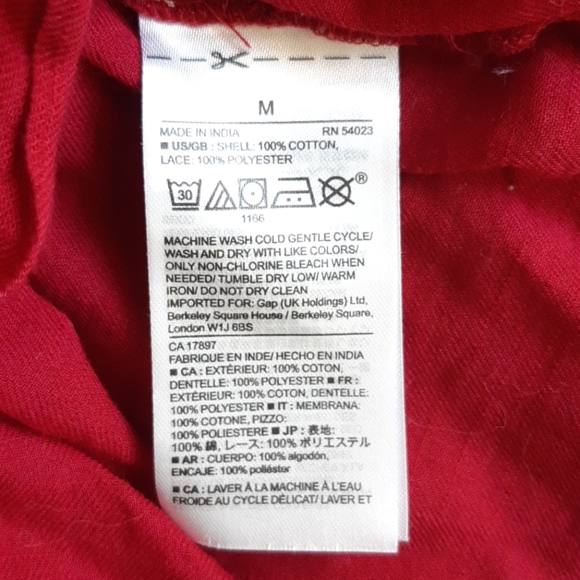 M
MADE IN INDIA RN 54023
■ US/GB : SHELL: 100% COTTON,
LACE: 100% POLYESTER
30
®
1166
MACHINE WASH COLD GENTLE CYCLE/
WASH AND DRY WITH LIKE COLORS/
ONLY NON-CHLORINE BLEACH WHEN
NEEDED/ TUMBLE DRY LOW/ WARM
IRON/ DO NOT DRY CLEAN
IMPORTED FOR: Gap (UK Holdings) Ltd,
Berkeley Square House / Berkeley Square,
London W1J 6BS
CA 17897
FABRIQUE EN INDE/ HECHO EN INDIA
■ CA : EXTÉRIEUR: 100% COTON,
DENTELLE: 100% POLYESTER ■ FR :
EXTÉRIEUR: 100% COTON, DENTELLE:
100% POLYESTER ■ IT : MEMBRANA:
100% COTONE, PIZZO:
100% POLIESTERE ■ JP : 表地:
100% 綿, レース: 100% ポリエステル
■ AR : CUERPO: 100% algodón,
ENCAJE: 100% poliéster
■ CA : LAVER À LA MACHINE À L'EAU
FROIDE AU CYCLE DÉLICAT/ LAVER ET